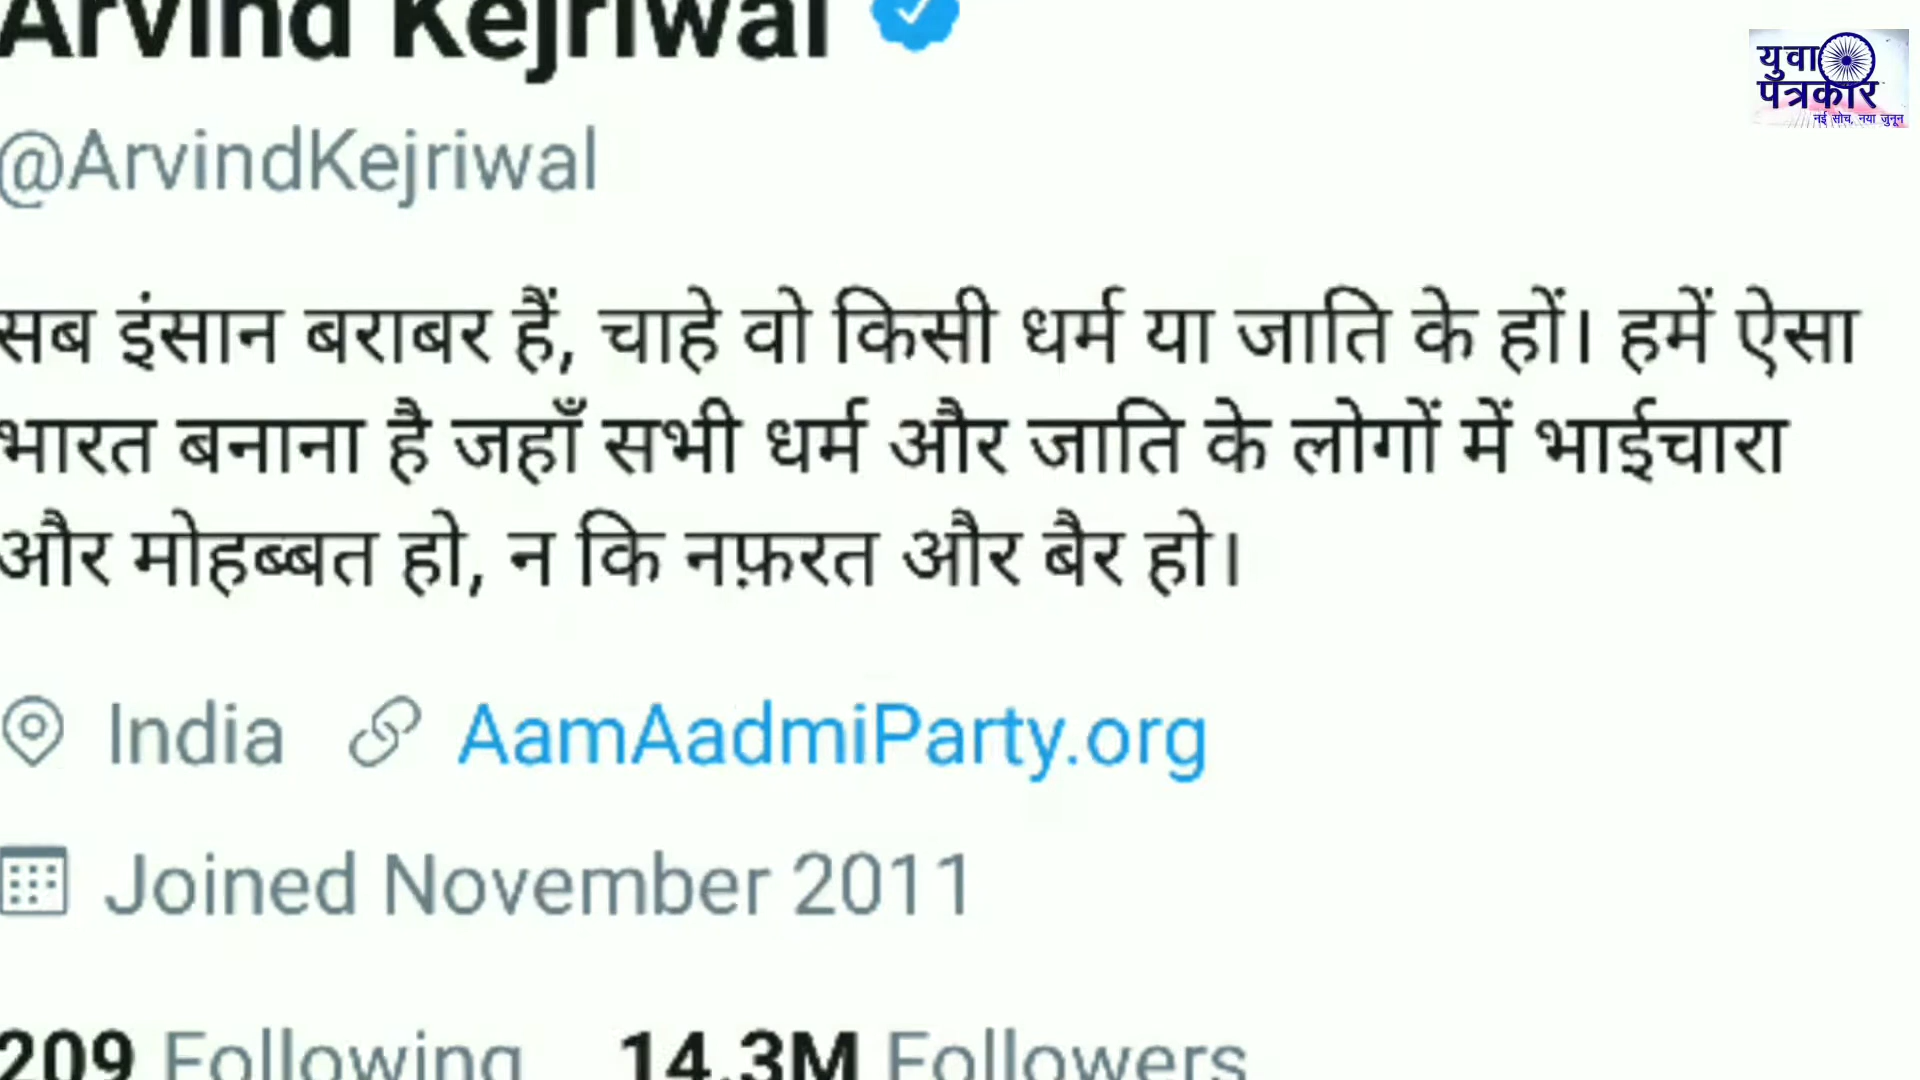 Arvind Kejriwal
युवा
पत्रकार
नई सोच, नया जुनून
@ArvindKejriwal
सब इंसान बराबर हैं, चाहे वो किसी धर्म या जाति के हों। हमें ऐसा
भारत बनाना है जहाँ सभी धर्म और जाति के लोगों में भाईचारा
और मोहब्बत हो, न कि नफ़रत और बैर हो।
India AamAadmiParty.org
Joined November 2011
209 Following 14.3M Followers